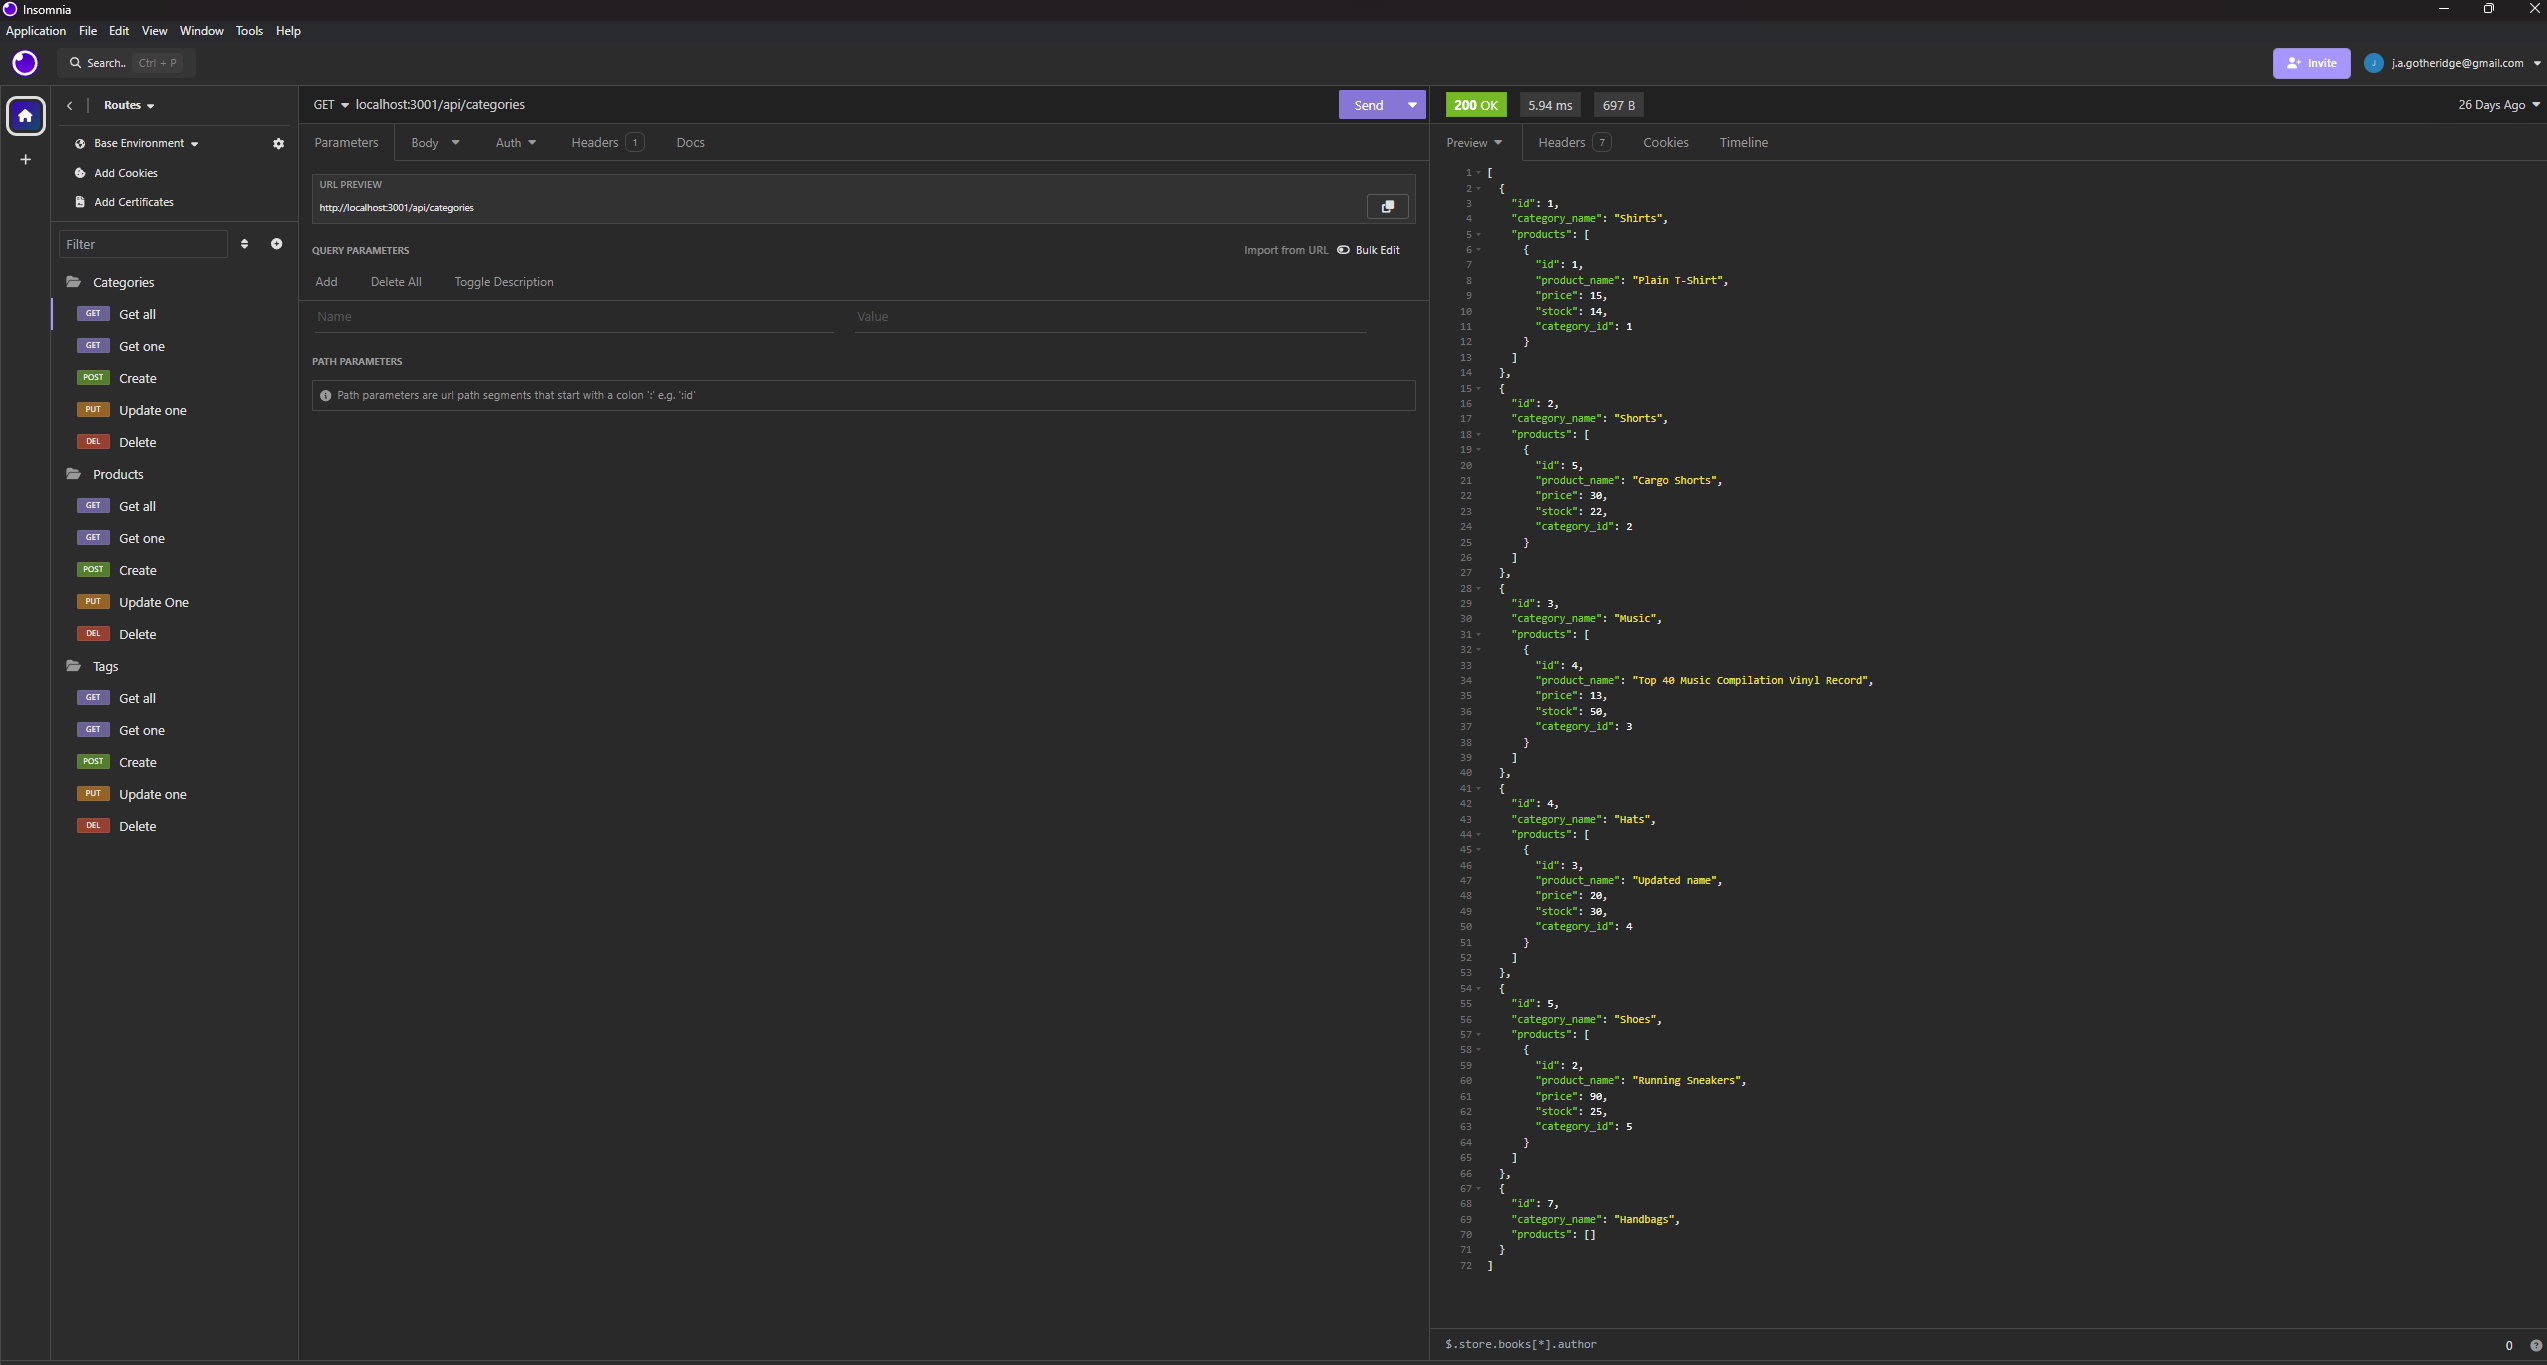 Insomnia
Application File Edit View Window Tools Help
Search.. Ctrl + P
Invite
J j.a.gotheridge@gmail.com
Routes
Base Environment
Add Cookies
Add Certificates
Filter
Categories
GET Get all
GET Get one
POST Create
PUT Update one
DEL Delete
Products
GET Get all
GET Get one
POST Create
PUT Update One
DEL Delete
Tags
GET Get all
GET Get one
POST Create
PUT Update one
DEL Delete
GET localhost:3001/api/categories
Send
Parameters Body Auth Headers 1 Docs
URL PREVIEW
http://localhost:3001/api/categories
QUERY PARAMETERS
Import from URL Bulk Edit
Add Delete All Toggle Description
Name Value
PATH PARAMETERS
Path parameters are url path segments that start with a colon ':' e.g. ':id'
200 OK 5.94 ms 697 B
26 Days Ago
Preview Headers 7 Cookies Timeline
1 [
2 {
3 "id": 1,
4 "category_name": "Shirts",
5 "products": [
6 {
7 "id": 1,
8 "product_name": "Plain T-Shirt",
9 "price": 15,
10 "stock": 14,
11 "category_id": 1
12 }
13 ]
14 },
15 {
16 "id": 2,
17 "category_name": "Shorts",
18 "products": [
19 {
20 "id": 5,
21 "product_name": "Cargo Shorts",
22 "price": 30,
23 "stock": 22,
24 "category_id": 2
25 }
26 ]
27 },
28 {
29 "id": 3,
30 "category_name": "Music",
31 "products": [
32 {
33 "id": 4,
34 "product_name": "Top 40 Music Compilation Vinyl Record",
35 "price": 13,
36 "stock": 50,
37 "category_id": 3
38 }
39 ]
40 },
41 {
42 "id": 4,
43 "category_name": "Hats",
44 "products": [
45 {
46 "id": 3,
47 "product_name": "Updated name",
48 "price": 20,
49 "stock": 30,
50 "category_id": 4
51 }
52 ]
53 },
54 {
55 "id": 5,
56 "category_name": "Shoes",
57 "products": [
58 {
59 "id": 2,
60 "product_name": "Running Sneakers",
61 "price": 90,
62 "stock": 25,
63 "category_id": 5
64 }
65 ]
66 },
67 {
68 "id": 7,
69 "category_name": "Handbags",
70 "products": []
71 }
72 ]
$.store.books[*].author
0